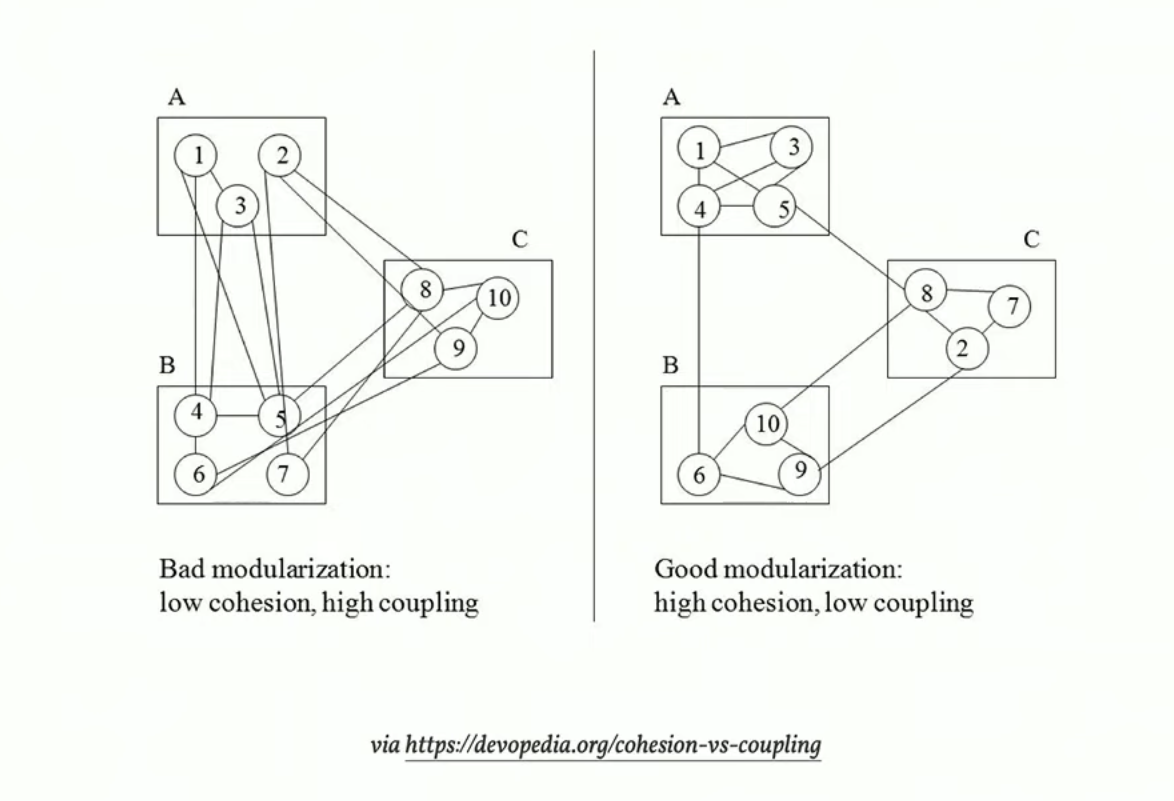 A
1
2
3
C
8
10
9
B
4
5
6
7
Bad modularization:
low cohesion, high coupling
A
1
3
4
5
C
8
7
2
B
10
6
9
Good modularization:
high cohesion, low coupling
via https://devopedia.org/cohesion-vs-coupling